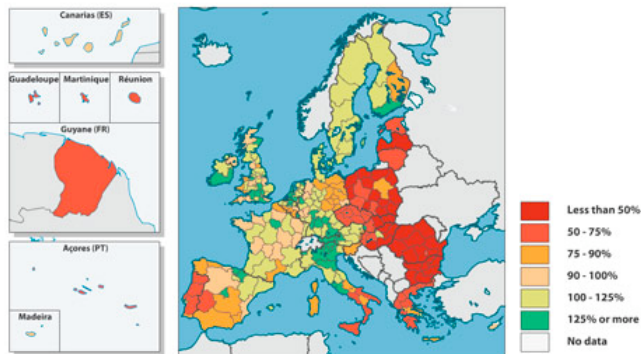 Canarias (ES)
Guadeloupe
Martinique
Réunion
Guyane (FR)
Açores (PT)
Madeira
Less than 50%
50 - 75%
75 - 90%
90 - 100%
100 - 125%
125% or more
No data